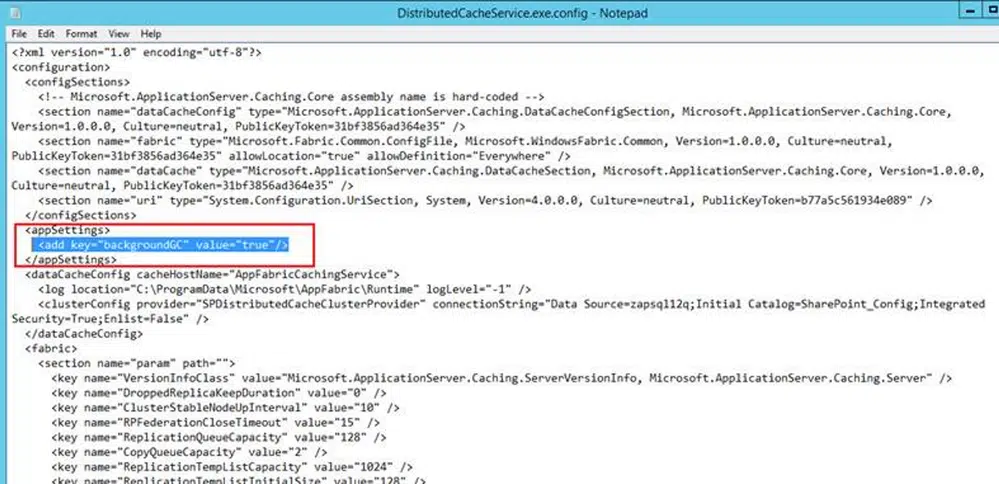 DistributedCacheService.exe.config - Notepad
File Edit Format View Help
<?xml version="1.0" encoding="utf-8"?>
<configuration>
<configSections>
<!-- Microsoft.ApplicationServer.Caching.Core assembly name is hard-coded -->
<section name="dataCacheConfig" type="Microsoft.ApplicationServer.Caching.DataCacheConfigSection, Microsoft.ApplicationServer.Caching.Core,
Version=1.0.0.0, Culture=neutral, PublicKeyToken=31bf3856ad364e35" />
<section name="fabric" type="Microsoft.Fabric.Common.ConfigFile, Microsoft.WindowsFabric.Common, Version=1.0.0.0, Culture=neutral,
PublicKeyToken=31bf3856ad364e35" allowLocation="true" allowDefinition="Everywhere" />
<section name="dataCache" type="Microsoft.ApplicationServer.Caching.DataCacheSection, Microsoft.ApplicationServer.Caching.Core, Version=1.0.0.0,
Culture=neutral, PublicKeyToken=31bf3856ad364e35" />
<section name="uri" type="System.Configuration.UriSection, System, Version=4.0.0.0, Culture=neutral, PublicKeyToken=b77a5c561934e089" />
</configSections>
<appSettings>
<add key="backgroundGC" value="true"/>
</appSettings>
<dataCacheConfig cacheHostName="AppFabricCachingService">
<log location="C:\ProgramData\Microsoft\AppFabric\Runtime" logLevel="-1" />
<clusterConfig provider="SPDistributedCacheClusterProvider" connectionString="Data Source=zapsql12q;Initial Catalog=SharePoint_Config;Integrated
Security=True;Enlist=False" />
</dataCacheConfig>
<fabric>
<section name="param" path="">
<key name="VersionInfoClass" value="Microsoft.ApplicationServer.Caching.ServerVersionInfo, Microsoft.ApplicationServer.Caching.Server" />
<key name="DroppedReplicaKeepDuration" value="0" />
<key name="ClusterStableNodeUpInterval" value="10" />
<key name="RPFederationCloseTimeout" value="15" />
<key name="ReplicationQueueCapacity" value="128" />
<key name="CopyQueueCapacity" value="2" />
<key name="ReplicationTempListCapacity" value="1024" />
<key name="ReplicationTempListInitialSize" value="128" />